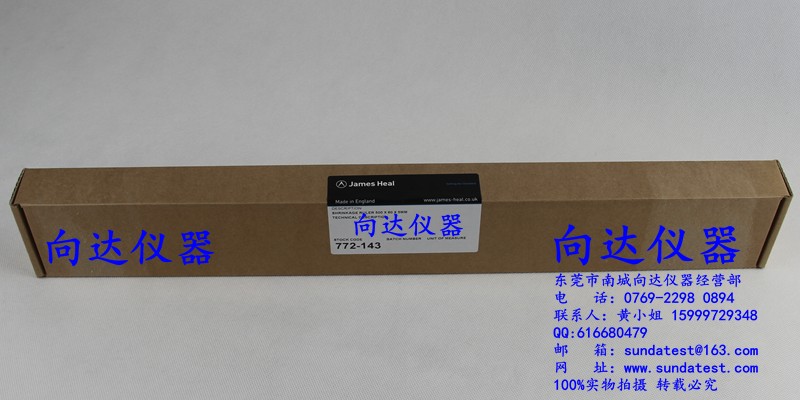 向达仪器
James Heal
Made in England
www.james-heal.co.uk
DESCRIPTION
SHRINKAGE RULER
TECHNICAL DESCRIPTION
STOCK CODE BATCH NUMBER UNIT OF MEASURE
772-143
向达仪器
向达仪器
向达仪器
东莞市南城向达仪器经营部
电 话: 0769-2298 0894
联系人: 黄小姐 15999729348
QQ:616680479
邮 箱: sundatest@163.com
网 址: www.sundatest.com
100%实物拍摄 转载必究